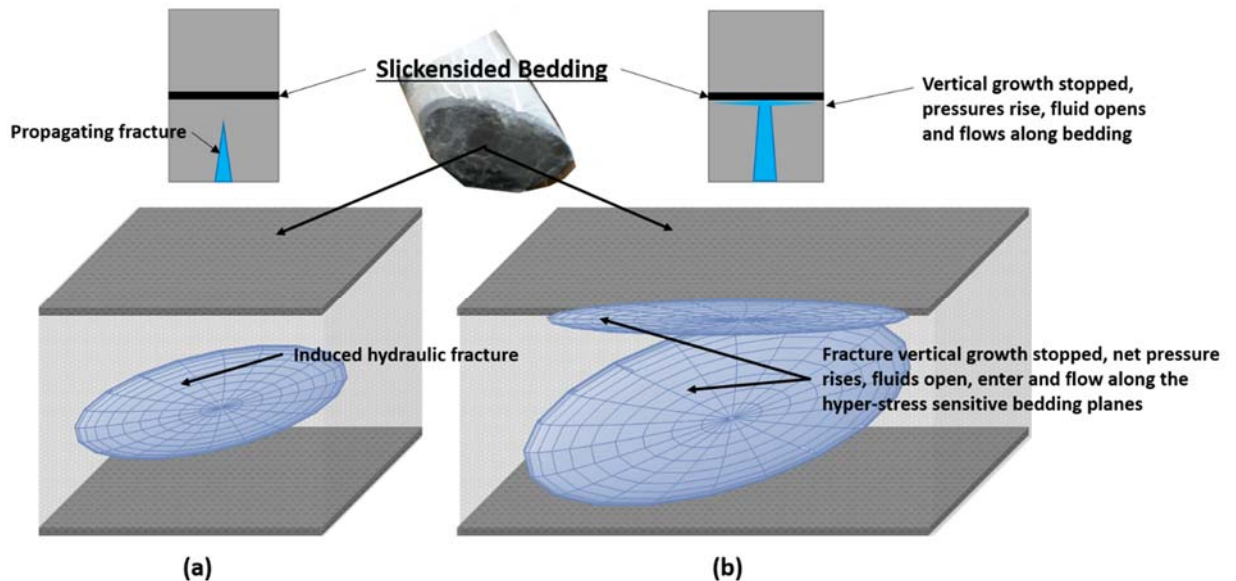 Slickensided Bedding
Propagating fracture
Vertical growth stopped,
pressures rise, fluid opens
and flows along bedding
Induced hydraulic fracture
Fracture vertical growth stopped, net pressure
rises, fluids open, enter and flow along the
hyper-stress sensitive bedding planes
(a)
(b)